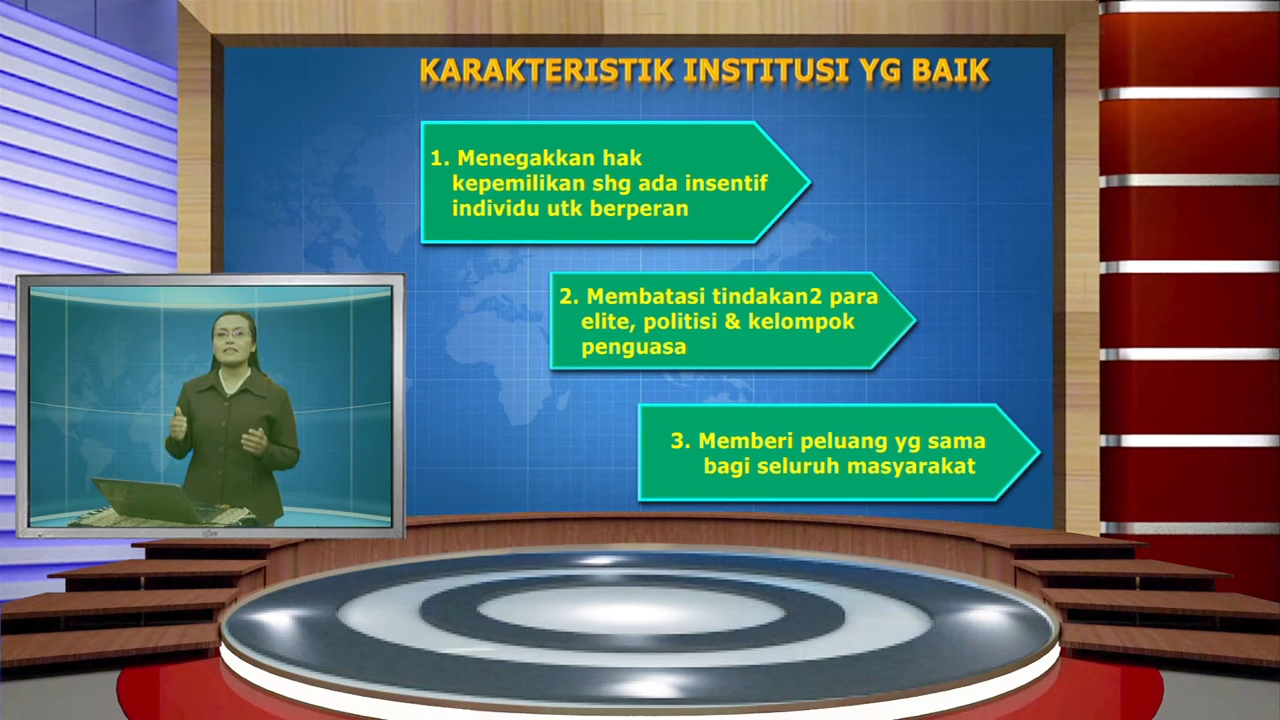 KARAKTERISTIK INSTITUSI YG BAIK
1. Menegakkan hak
kepemilikan shg ada insentif
individu utk berperan
2. Membatasi tindakan2 para
elite, politisi & kelompok
penguasa
3. Memberi peluang yg sama
bagi seluruh masyarakat